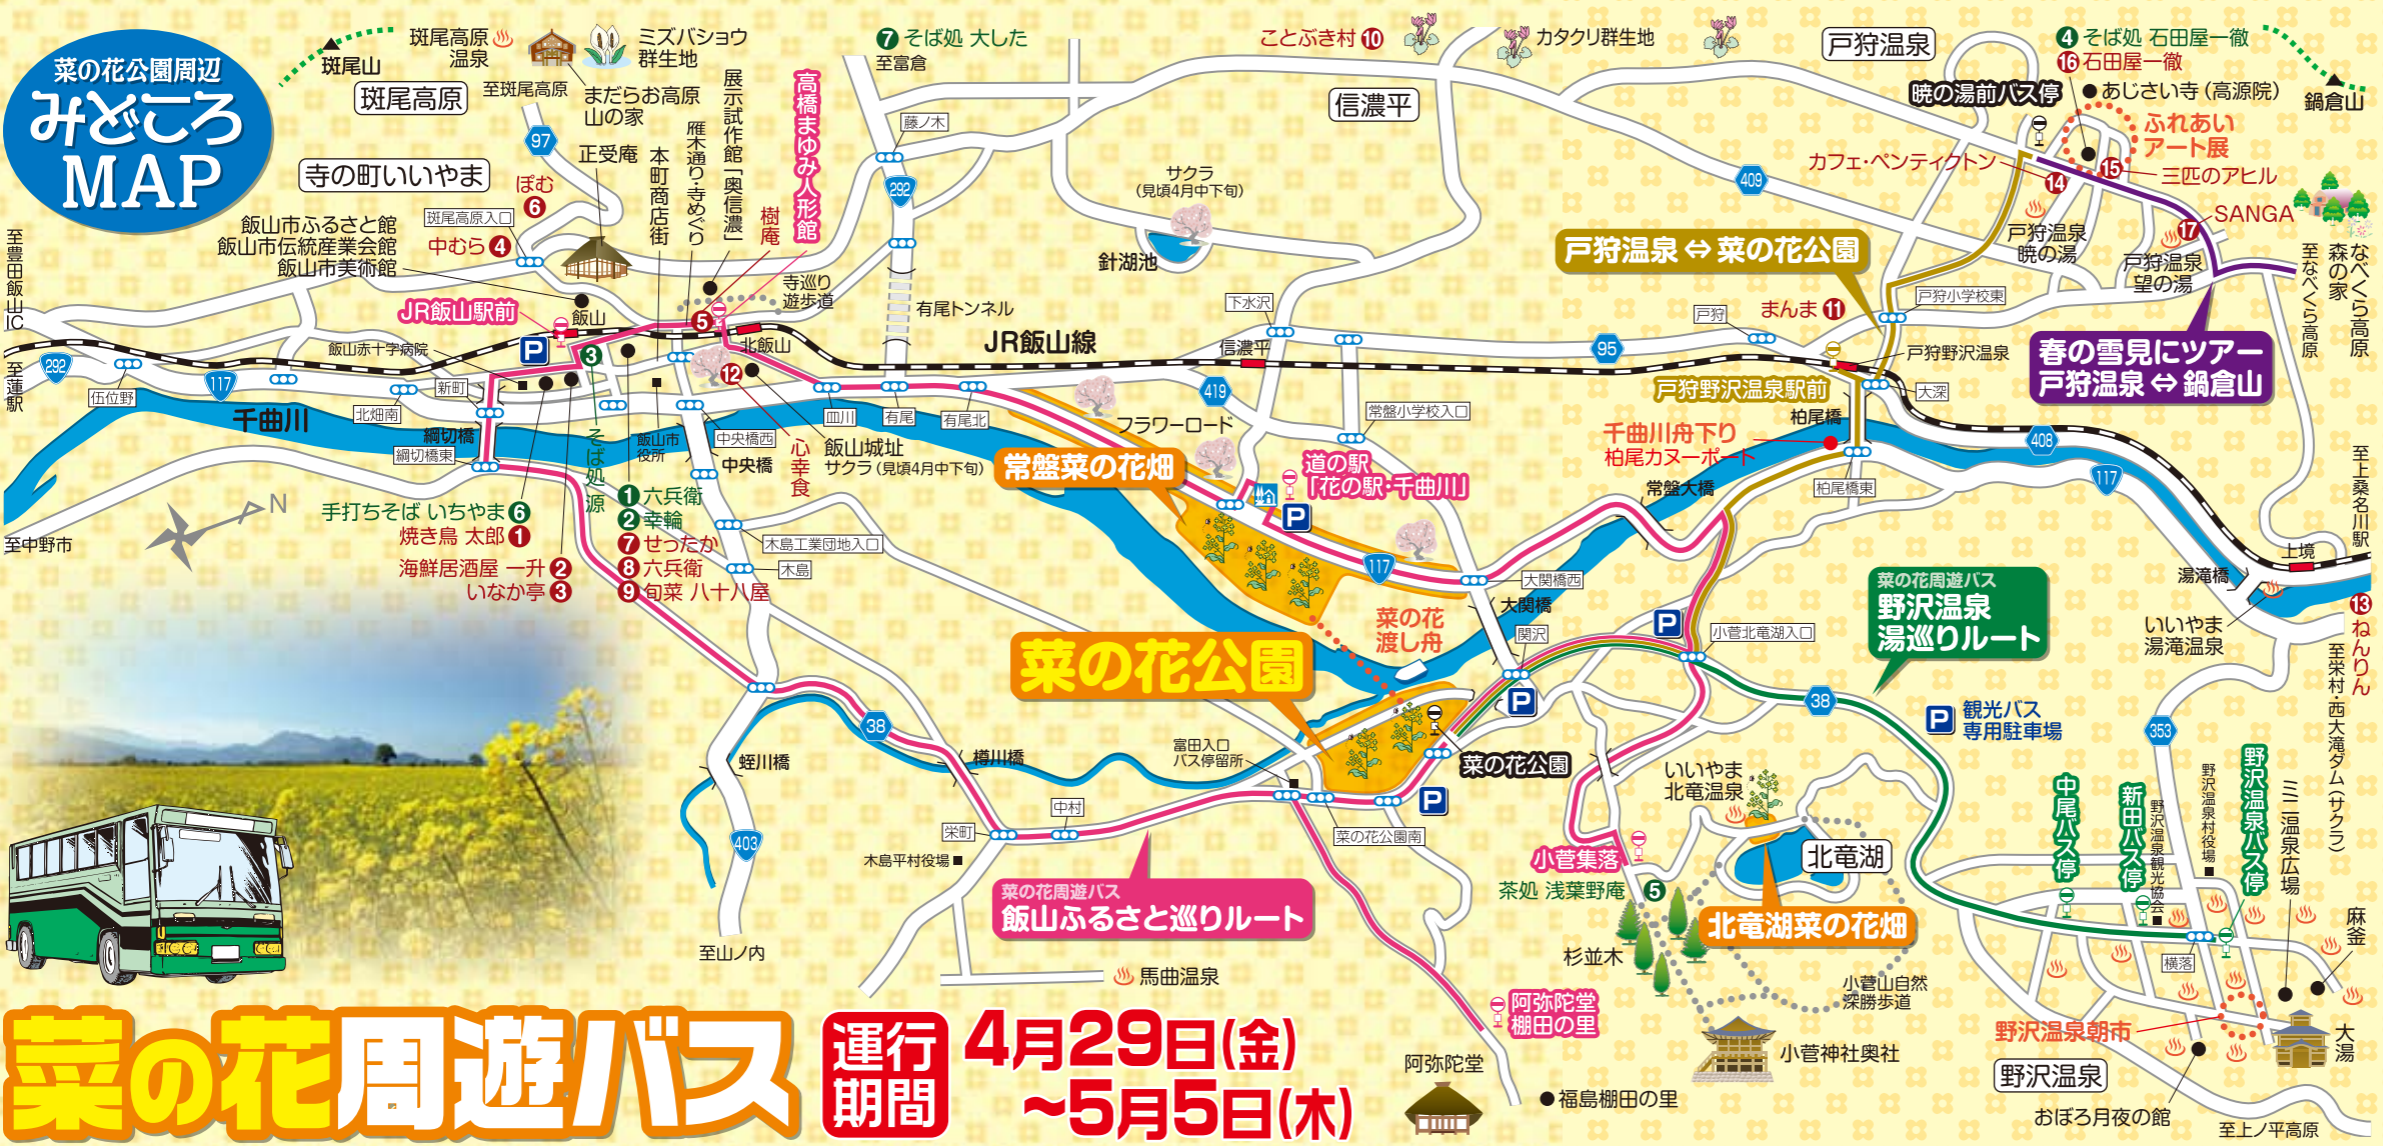 菜の花公園周辺
みどころ
MAP
斑尾山
斑尾高原
温泉
斑尾高原
至斑尾高原
ミズバショウ
群生地
まだらお高原
山の家
97
寺の町いいやま
正受庵
ぽむ
6
斑尾高原入口
中むら 4
飯山市ふるさと館
飯山市伝統産業会館
飯山市美術館
本町商店街
雁木通り・寺めぐり
展示試作館「奥信濃」
樹庵
高橋まゆみ人形館
寺巡り
遊歩道
7 そば処 大した
至富倉
藤ノ木
292
有尾トンネル
ことぶき村 10
カタクリ群生地
信濃平
サクラ
(見頃4月中下旬)
針湖池
409
戸狩温泉
4 そば処 石田屋一徹
16 石田屋一徹
暁の湯前バス停
あじさい寺(高源院)
鍋倉山
ふれあい
アート展
カフェ・ペンティクトン
14
15
三匹のアヒル
SANGA
17
戸狩温泉
暁の湯
戸狩温泉
望の湯
なべくら高原
森の家
至なべくら高原
戸狩温泉⇔菜の花公園
戸狩小学校東
まんま 11
戸狩
春の雪見にツアー
戸狩温泉⇔鍋倉山
至豊田飯山IC
至蓮駅
292
117
伍位野
千曲川
北畑南
JR飯山駅前
飯山
P
飯山赤十字病院
新町
3
5
北飯山
12
綱切橋
綱切橋東
N
至中野市
手打ちそば いちやま 6
焼き鳥 太郎 1
海鮮居酒屋 一升 2
いなか亭 3
そば処 源
飯山市
役所
1 六兵衛
2 幸輪
7 せったか
8 六兵衛
9 旬菜 八十八屋
中央橋西
中央橋
心幸食
飯山城址
サクラ(見頃4月中下旬)
皿川
有尾
有尾北
木島工業団地入口
木島
JR飯山線
下水沢
信濃平
419
フラワーロード
常盤小学校入口
常盤菜の花畑
道の駅
「花の駅・千曲川」
P
117
大関橋西
大関橋
関沢
菜の花
渡し舟
95
戸狩野沢温泉
戸狩野沢温泉駅前
大深
柏尾橋
千曲川舟下り
柏尾カヌーポート
常盤大橋
柏尾橋東
408
117
至上桑名川駅
上境
湯滝橋
いいやま
湯滝温泉
13 ねんりん
至栄村・西大滝ダム(サクラ)
P
小菅北竜湖入口
P
菜の花周遊バス
野沢温泉
湯巡りルート
38
P 観光バス
専用駐車場
353
菜の花公園
菜の花公園
P
富田入口
バス停留所
菜の花公園南
38
蛭川橋
樽川橋
403
至山ノ内
栄町
中村
木島平村役場
菜の花周遊バス
飯山ふるさと巡りルート
馬曲温泉
いいやま
北竜温泉
北竜湖
北竜湖菜の花畑
小菅集落
茶処 浅葉野庵 5
杉並木
小菅山自然
深勝歩道
小菅神社奥社
阿弥陀堂
棚田の里
阿弥陀堂
福島棚田の里
中尾バス停
新田バス停
野沢温泉観光協会
野沢温泉村役場
野沢温泉バス停
ミニ温泉広場
麻釜
横落
野沢温泉朝市
大湯
野沢温泉
おぼろ月夜の館
至上ノ平高原
菜の花周遊バス
運行
期間
4月29日(金)
~5月5日(木)